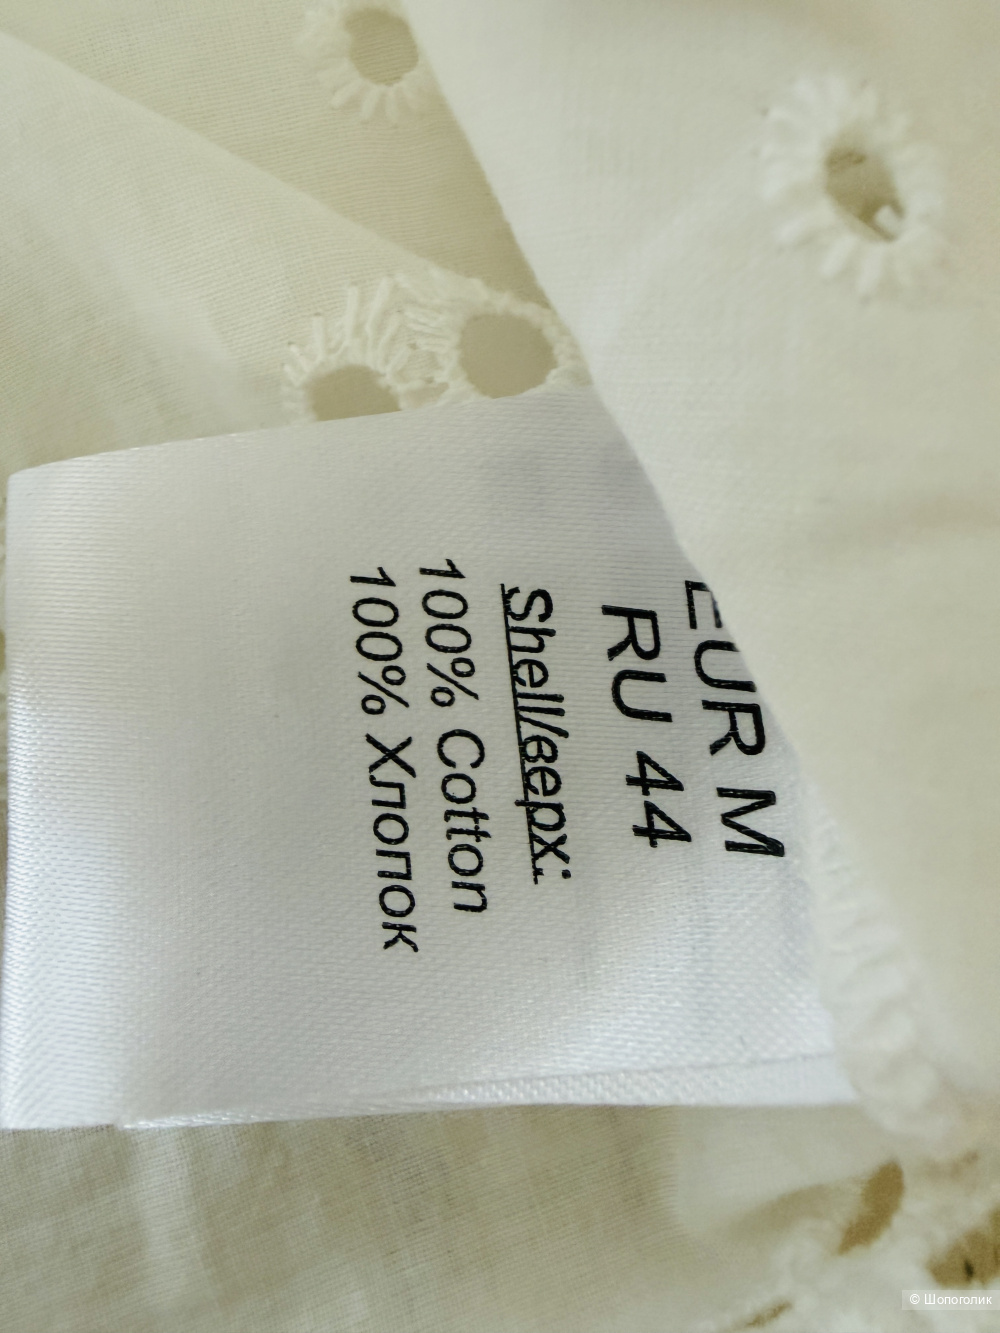 EUR M
RU 44
Shell/верх:
100% Cotton
100% Хлопок
© Шопоголик